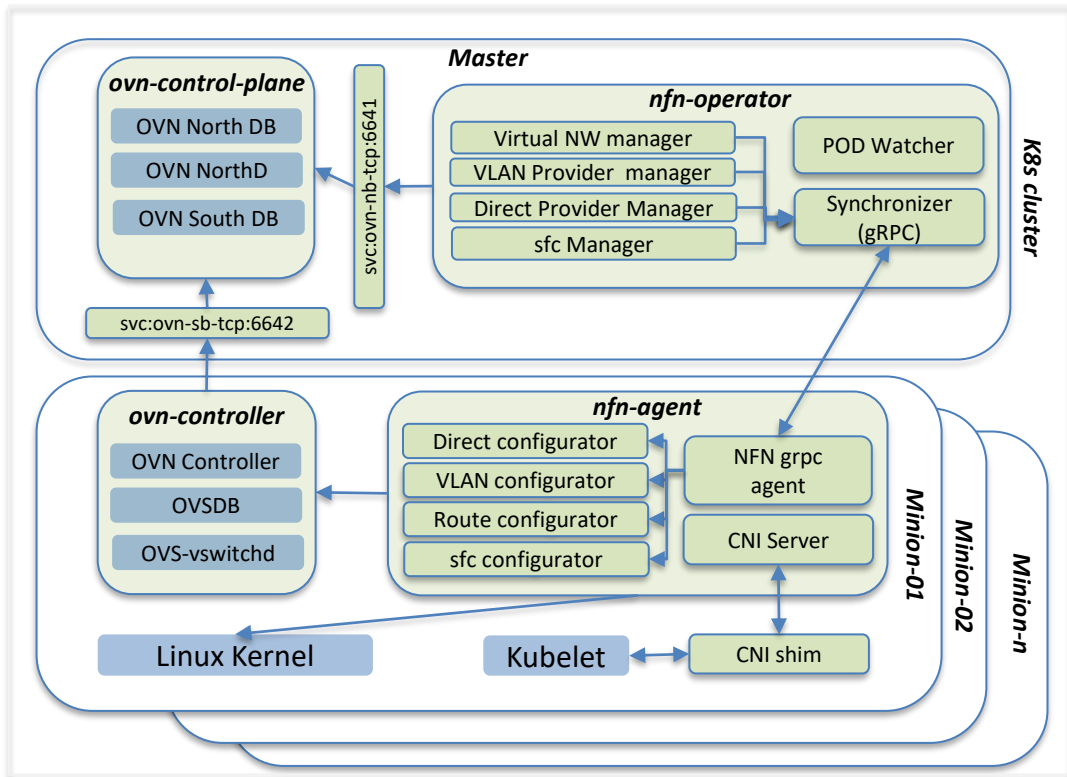 Master
K8s cluster
ovn-control-plane
OVN North DB
OVN NorthD
OVN South DB
svc:ovn-nb-tcp:6641
nfn-operator
Virtual NW manager
VLAN Provider  manager
Direct Provider Manager
sfc Manager
POD Watcher
Synchronizer
(gRPC)
svc:ovn-sb-tcp:6642
ovn-controller
OVN Controller
OVSDB
OVS-vswitchd
nfn-agent
Direct configurator
VLAN configurator
Route configurator
sfc configurator
NFN grpc
agent
CNI Server
Linux Kernel
Kubelet
CNI shim
Minion-01
Minion-02
Minion-n